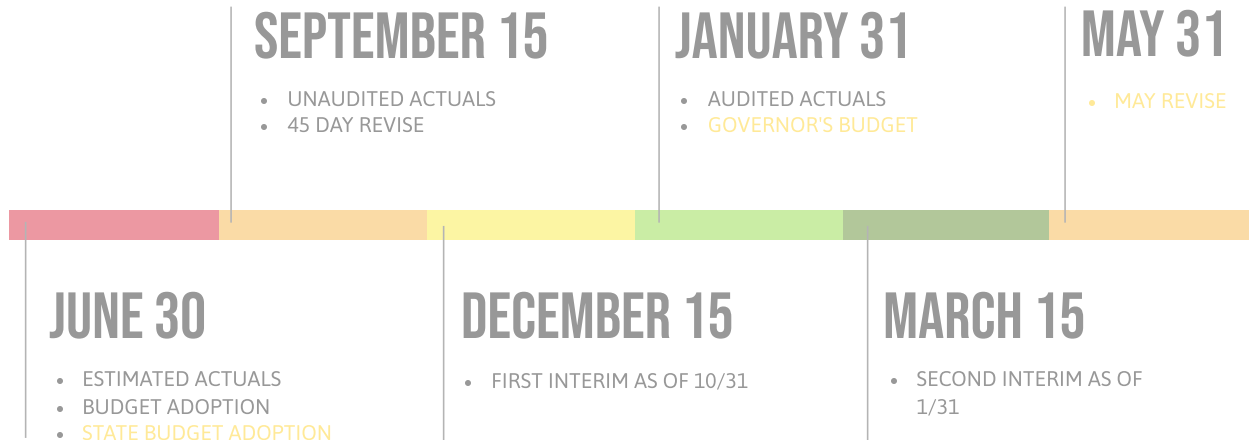 SEPTEMBER 15
• UNAUDITED ACTUALS
• 45 DAY REVISE
JANUARY 31
• AUDITED ACTUALS
• GOVERNOR'S BUDGET
MAY 31
• MAY REVISE
JUNE 30
• ESTIMATED ACTUALS
• BUDGET ADOPTION
• STATE BUDGET ADOPTION
DECEMBER 15
• FIRST INTERIM AS OF 10/31
MARCH 15
• SECOND INTERIM AS OF
1/31